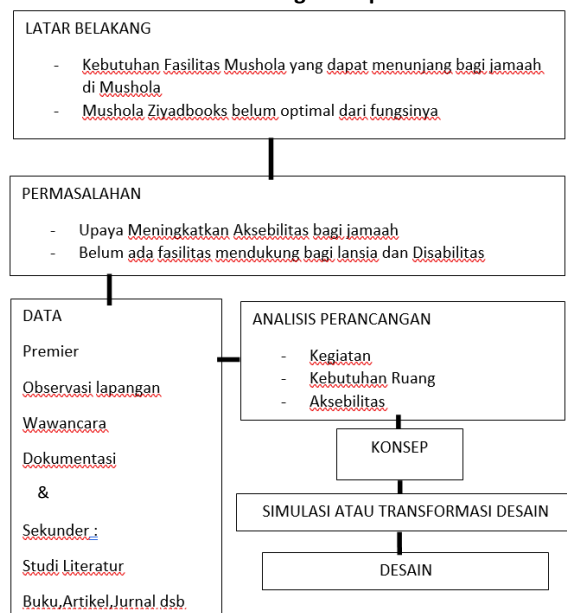 LATAR BELAKANG
- Kebutuhan Fasilitas Mushola yang dapat menunjang bagi jamaah
di Mushola
- Mushola Ziyadbooks belum optimal dari fungsinya
PERMASALAHAN
- Upaya Meningkatkan Aksebilitas bagi jamaah
- Belum ada fasilitas mendukung bagi lansia dan Disabilitas
DATA
Premier
Observasi lapangan
Wawancara
Dokumentasi
&
Sekunder :
Studi Literatur
Buku,Artikel,Jurnal dsb
ANALISIS PERANCANGAN
- Kegiatan
- Kebutuhan Ruang
- Aksebilitas
KONSEP
SIMULASI ATAU TRANSFORMASI DESAIN
DESAIN